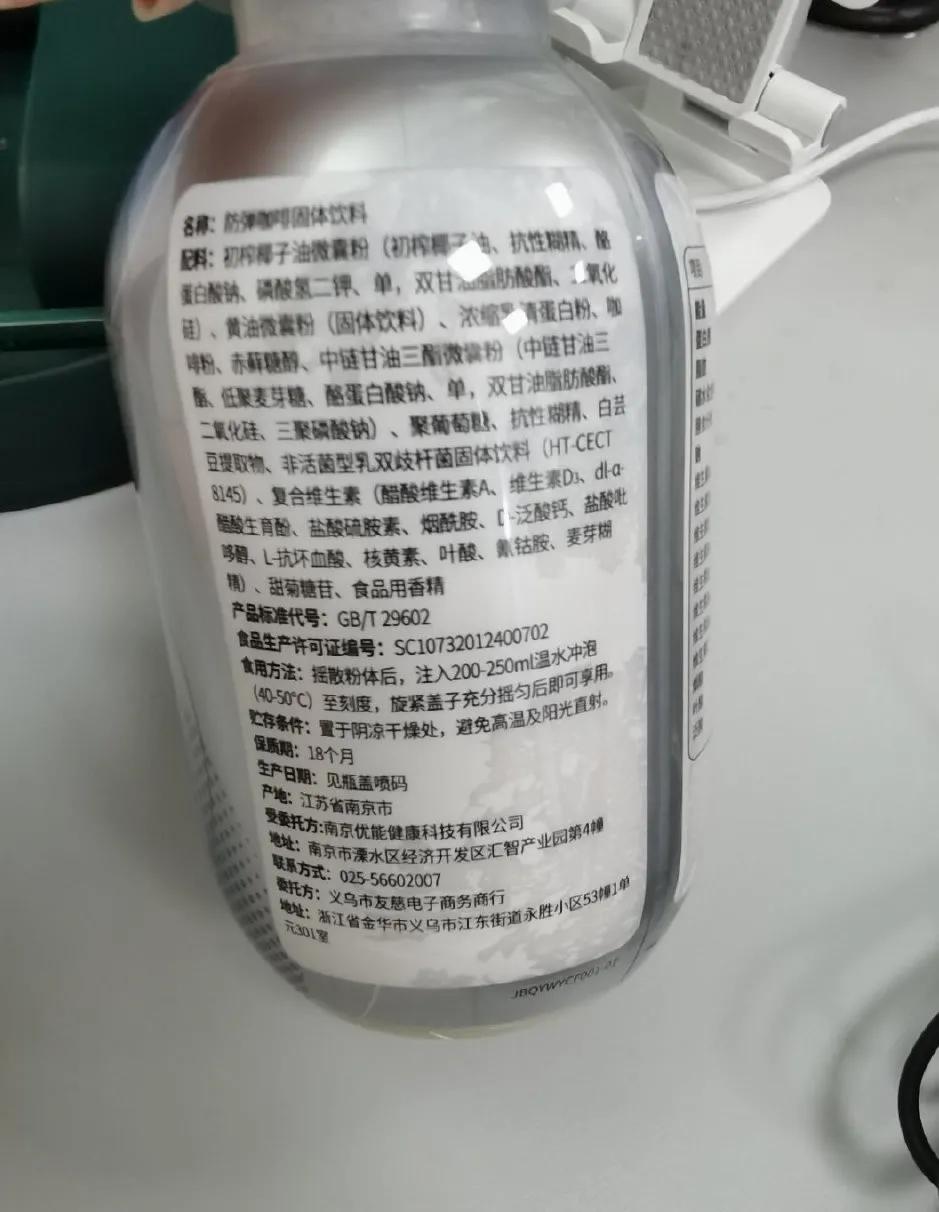 名称：防弹咖啡固体饮料
配料：初榨椰子油微囊粉（初榨椰子油、抗性糊精、酪
蛋白酸钠、磷酸氢二钾、单，双甘油脂肪酸酯、二氧化
硅）、黄油微囊粉（固体饮料）、浓缩乳清蛋白粉、咖
啡粉、赤藓糖醇、中链甘油三酯微囊粉（中链甘油三
酯、低聚麦芽糖、酪蛋白酸钠、单，双甘油脂肪酸酯、
二氧化硅、三聚磷酸钠）、聚葡萄糖、抗性糊精、白芸
豆提取物、非活菌型乳双歧杆菌固体饮料（HT-CECT
8145）、复合维生素（醋酸维生素A、维生素D₃、dl-α-
醋酸生育酚、盐酸硫胺素、烟酰胺、D-泛酸钙、盐酸吡
哆醇、L-抗坏血酸、核黄素、叶酸、氰钴胺、麦芽糊
精）、甜菊糖苷、食品用香精
产品标准代号：GB/T 29602
食品生产许可证编号：SC10732012400702
食用方法：摇散粉体后，注入200-250ml温水冲泡
（40-50℃）至刻度，旋紧盖子充分摇匀后即可享用。
贮存条件：置于阴凉干燥处，避免高温及阳光直射。
保质期：18个月
生产日期：见瓶盖喷码
产地：江苏省南京市
受委托方:南京优能健康科技有限公司
地址：南京市溧水区经济开发区汇智产业园第4幢
联系方式：025-56602007
委托方：义乌市友慈电子商务商行
地址：浙江省金华市义乌市江东街道永胜小区53幢1单
元301室
JBQYWYCF001-01